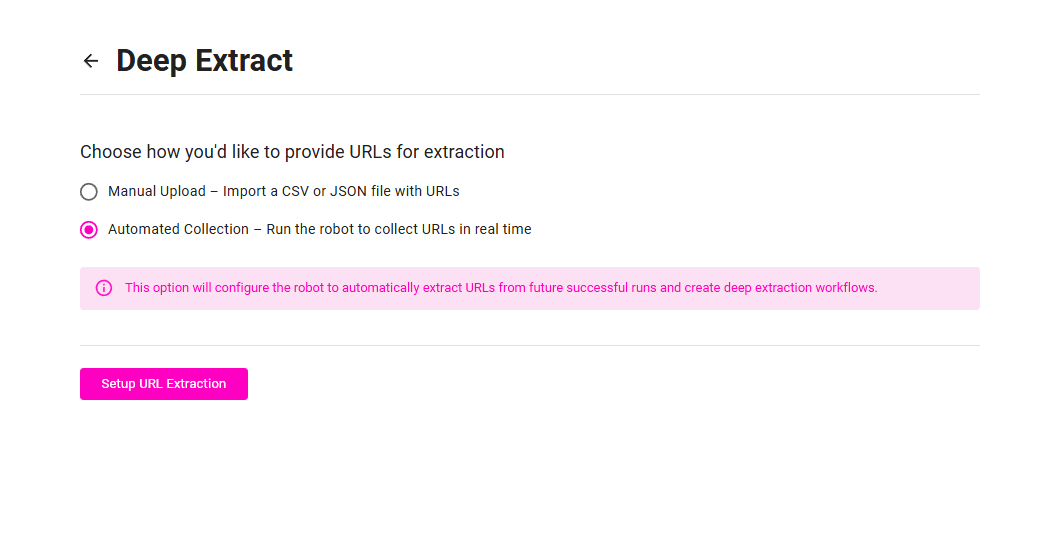 Deep Extract
Choose how you'd like to provide URLs for extraction
Manual Upload – Import a CSV or JSON file with URLs
Automated Collection – Run the robot to collect URLs in real time
This option will configure the robot to automatically extract URLs from future successful runs and create deep extraction workflows.
Setup URL Extraction